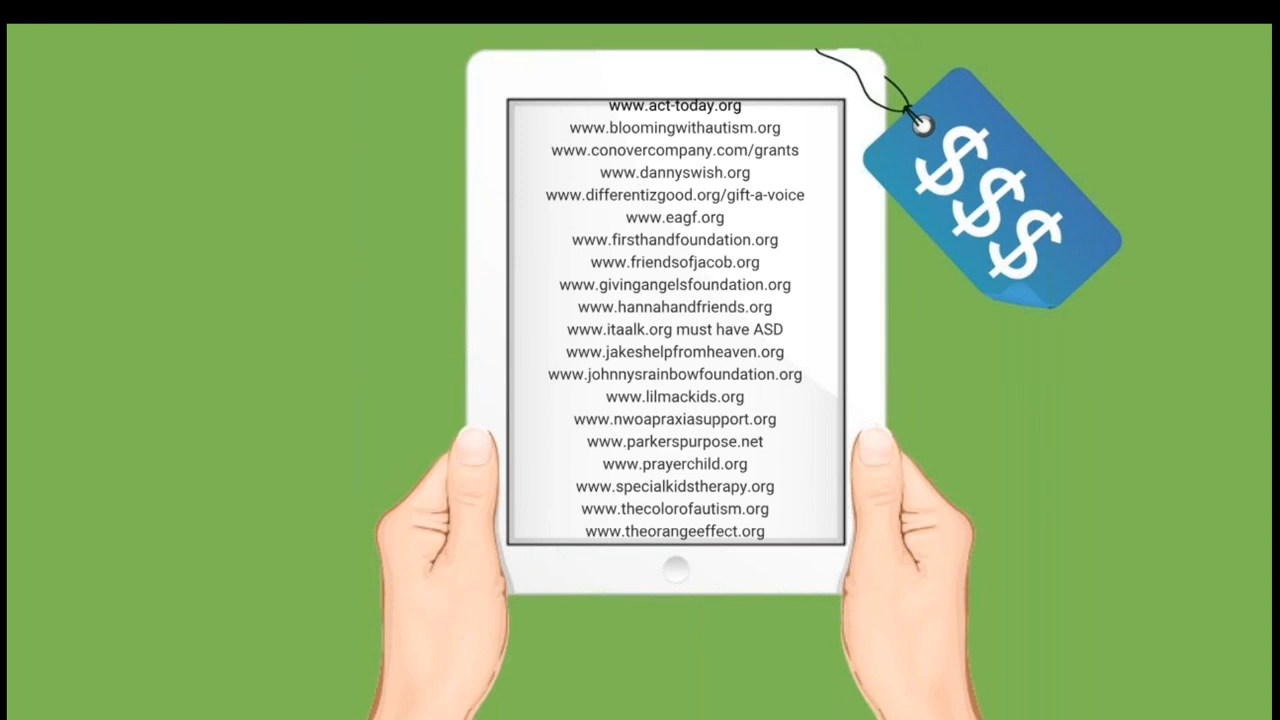 www.act-today.org
www.bloomingwithautism.org
www.conovercompany.com/grants
www.dannyswish.org
www.differentizgood.org/gift-a-voice
www.eagf.org
www.firsthandfoundation.org
www.friendsofjacob.org
www.givingangelsfoundation.org
www.hannahandfriends.org
www.itaalk.org must have ASD
www.jakeshelpfromheaven.org
www.johnnysrainbowfoundation.org
www.lilmackids.org
www.nwoapraxiasupport.org
www.parkerspurpose.net
www.prayerchild.org
www.specialkidstherapy.org
www.thecolorofautism.org
www.theorangeeffect.org
$$$